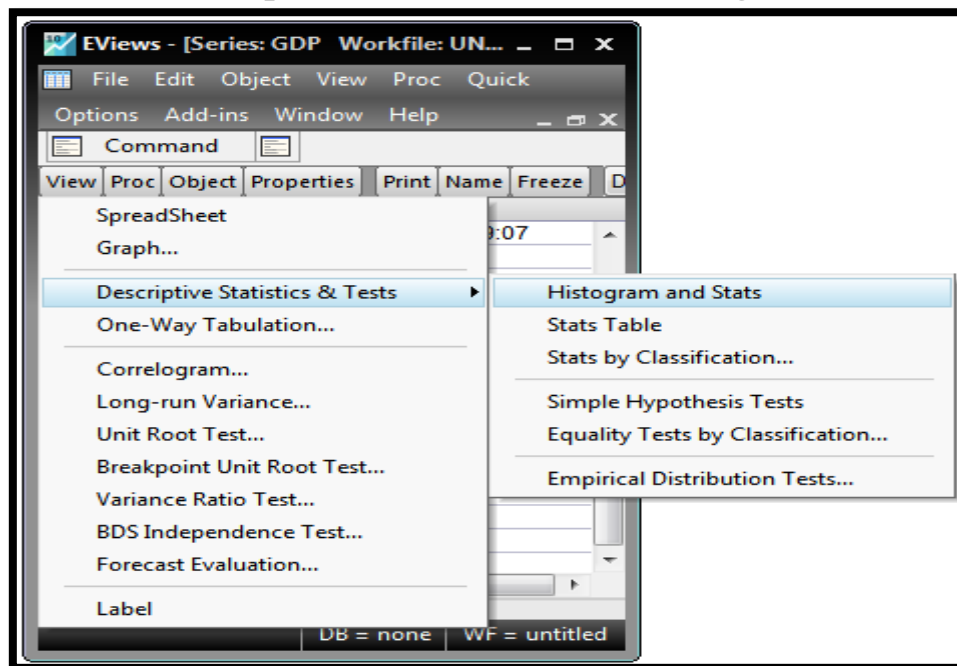 10 EViews - [Series: GDP Workfile: UN...
File Edit Object View Proc Quick
Options Add-ins Window Help
Command
View Proc Object Properties Print Name Freeze D
SpreadSheet
9:07
Graph...
Descriptive Statistics & Tests
One-Way Tabulation...
Correlogram...
Long-run Variance...
Unit Root Test...
Breakpoint Unit Root Test...
Variance Ratio Test...
BDS Independence Test...
Forecast Evaluation...
Label
Histogram and Stats
Stats Table
Stats by Classification...
Simple Hypothesis Tests
Equality Tests by Classification...
Empirical Distribution Tests...
DB = none WF = untitled